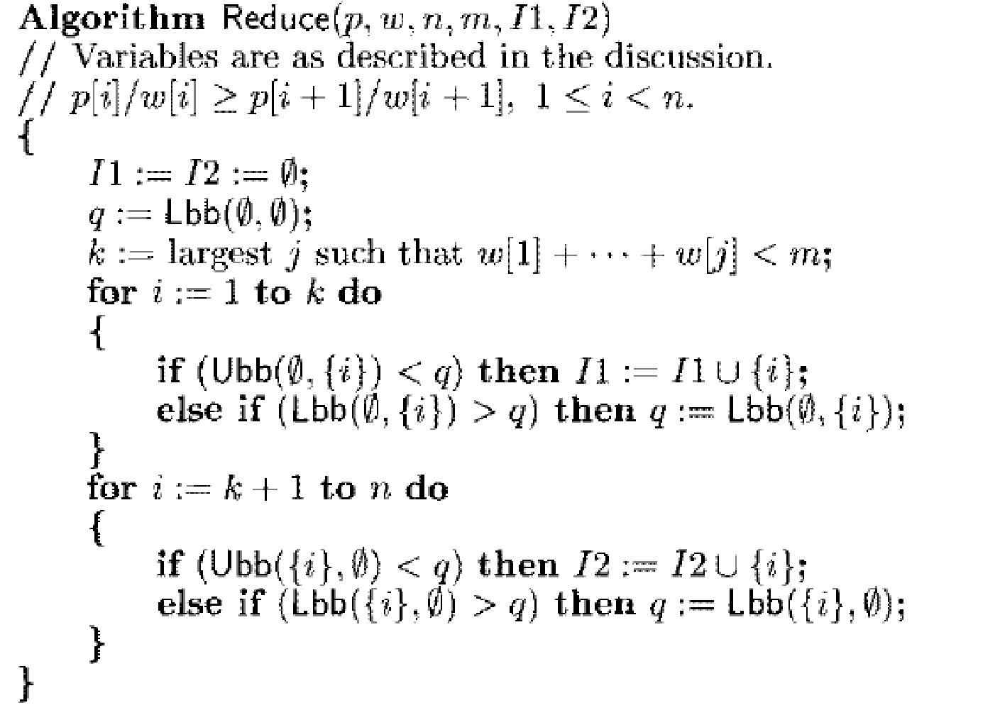 Algorithm Reduce(p, w, n, m, I1, I2)
// Variables are as described in the discussion.
// p[i]/w[i] ≥ p[i + 1]/w[i + 1], 1 ≤ i < n.
{
I1 := I2 := ∅;
q := Lbb(∅, ∅);
k := largest j such that w[1] + · · · + w[j] < m;
for i := 1 to k do
{
if (Ubb(∅, {i}) < q) then I1 := I1 ∪ {i};
else if (Lbb(∅, {i}) > q) then q := Lbb(∅, {i});
}
for i := k + 1 to n do
{
if (Ubb({i}, ∅) < q) then I2 := I2 ∪ {i};
else if (Lbb({i}, ∅) > q) then q := Lbb({i}, ∅);
}
}